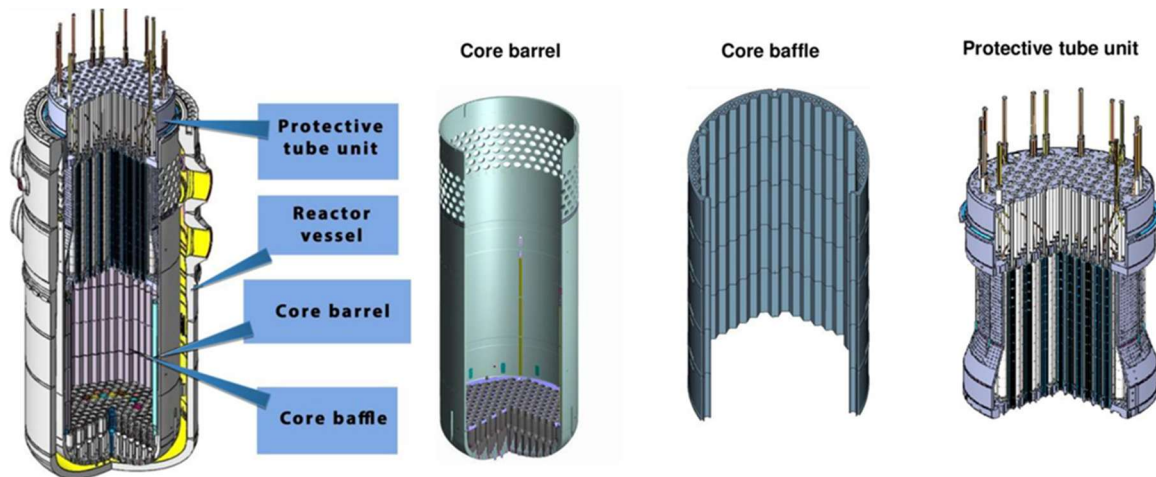 Protective
tube unit
Reactor
vessel
Core barrel
Core baffle
Core barrel
Core baffle
Protective tube unit